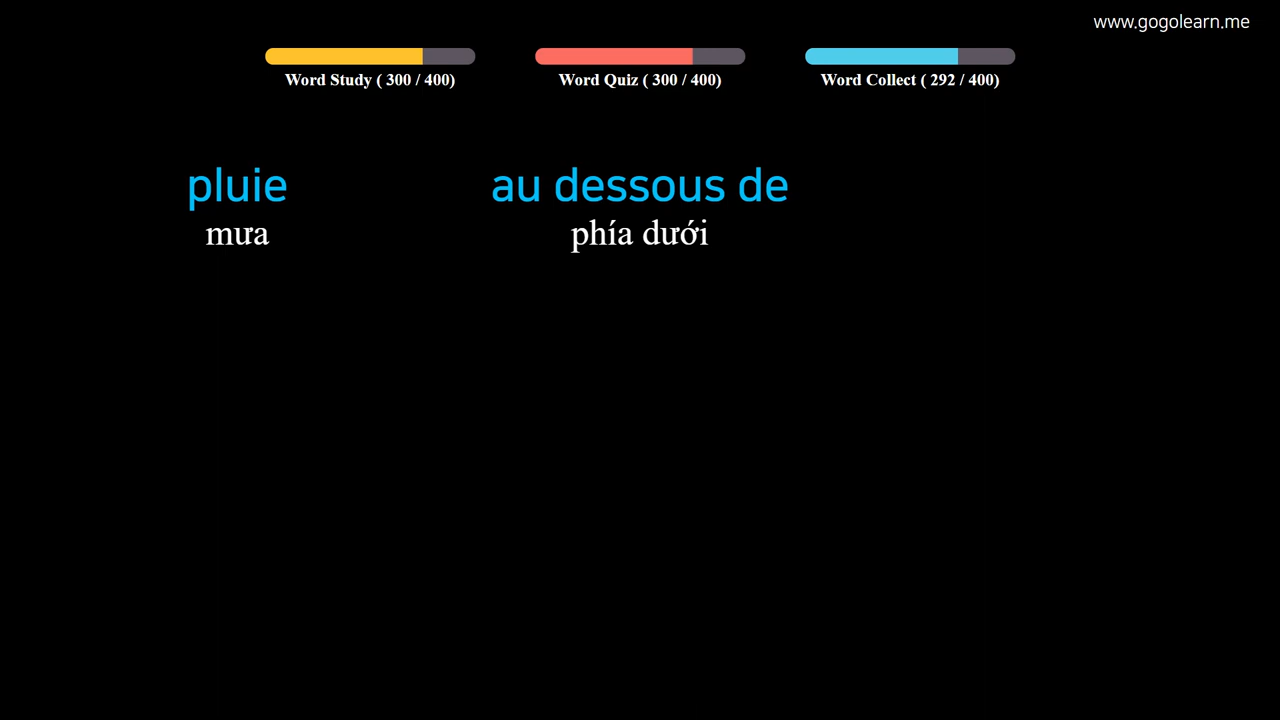 www.gogolearn.me
Word Study ( 300 / 400)
Word Quiz ( 300 / 400)
Word Collect ( 292 / 400)
pluie
mưa
au dessous de
phía dưới